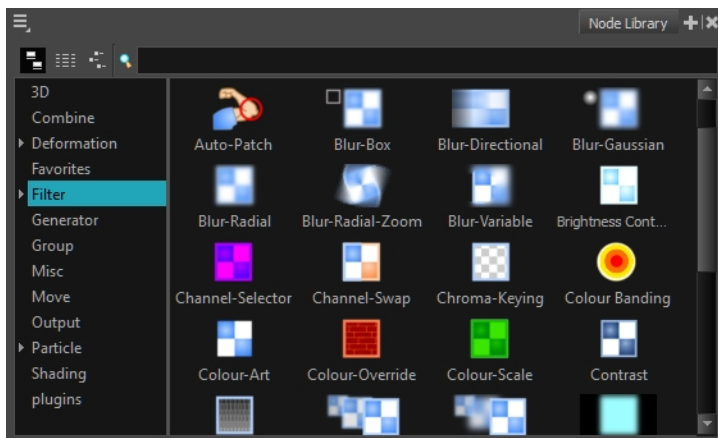 Node Library
3D
Combine
Deformation
Favorites
Filter
Generator
Group
Misc
Move
Output
Particle
Shading
plugins
Auto-Patch Blur-Box Blur-Directional Blur-Gaussian
Blur-Radial Blur-Radial-Zoom Blur-Variable Brightness Cont...
Channel-Selector Channel-Swap Chroma-Keying Colour Banding
Colour-Art Colour-Override Colour-Scale Contrast